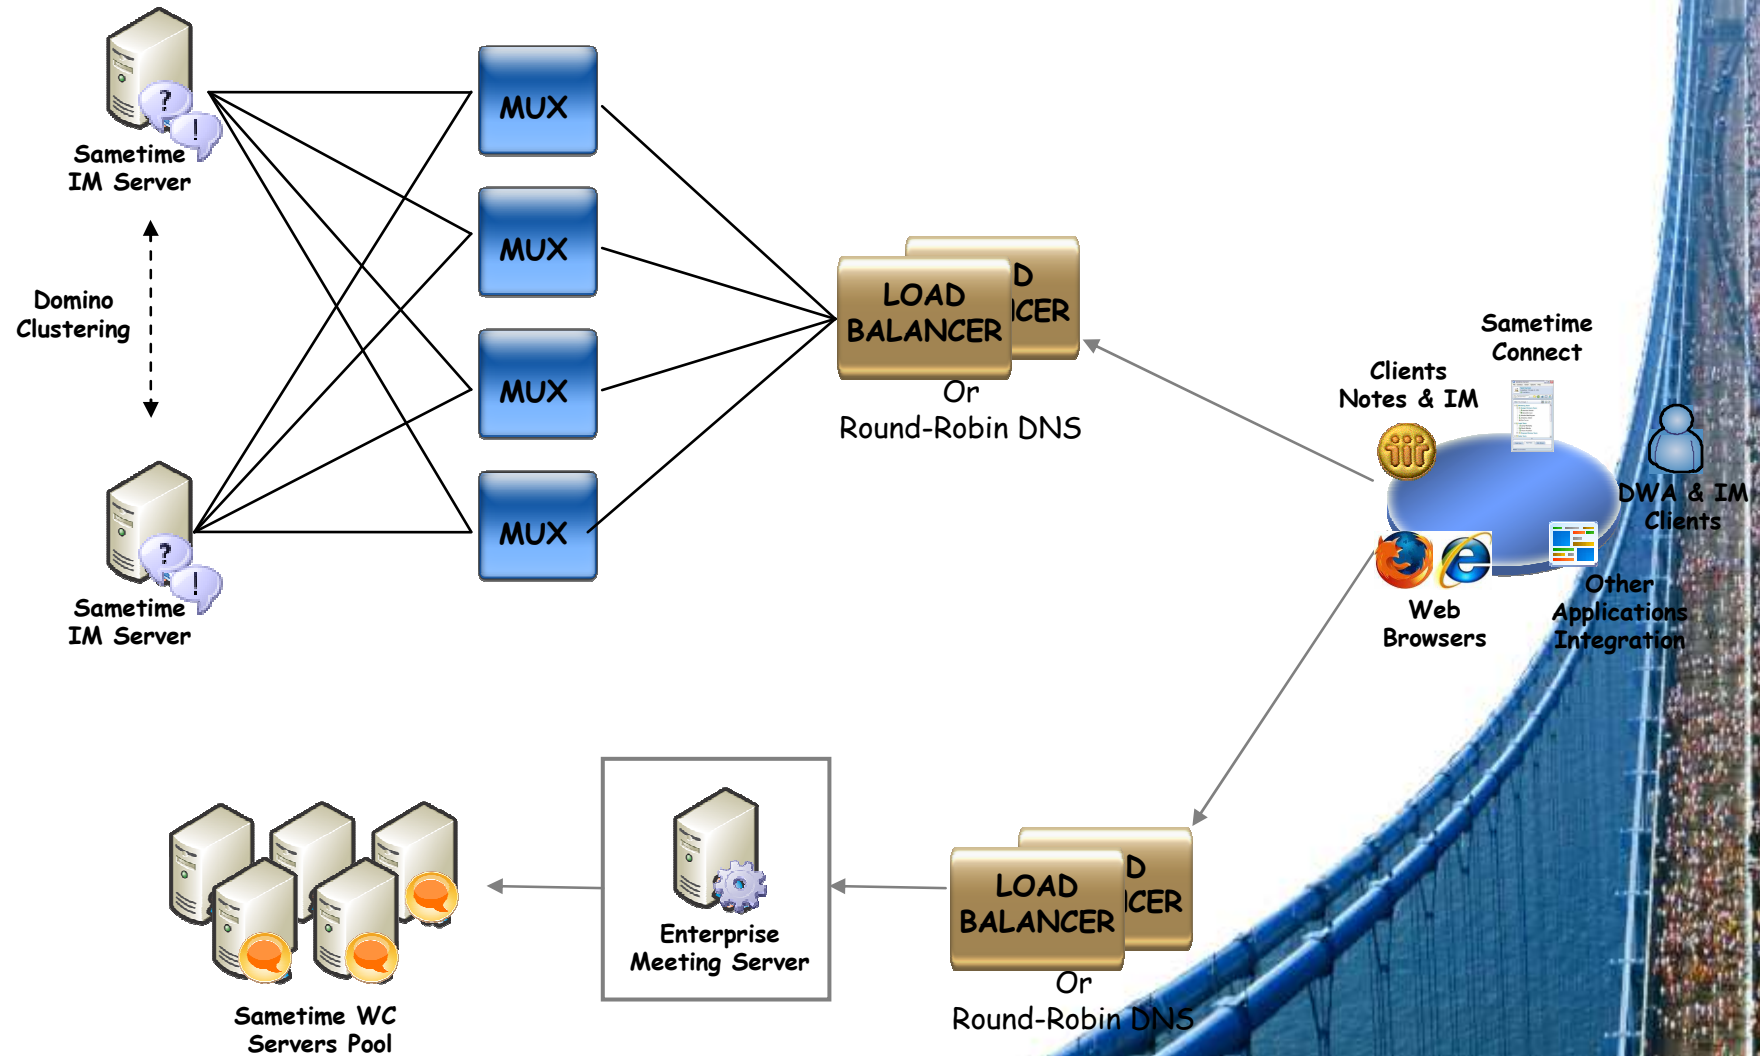 Sametime
IM Server
Domino
Clustering
Sametime
IM Server
MUX
MUX
MUX
MUX
LOAD
BALANCER
D
CER
Or
Round-Robin DNS
Sametime
Connect
Clients
Notes & IM
DWA & IM
Clients
Web
Browsers
Other
Applications
Integration
Sametime WC
Servers Pool
Enterprise
Meeting Server
LOAD
BALANCER
D
CER
Or
Round-Robin DNS